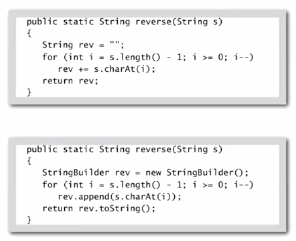 public static String reverse(String s)
{
String rev = "";
for (int i = s.length() - 1; i >= 0; i--)
rev += s.charAt(i);
return rev;
}
public static String reverse(String s)
{
StringBuilder rev = new StringBuilder();
for (int i = s.length() - 1; i >= 0; i--)
rev.append(s.charAt(i));
return rev.toString();
}